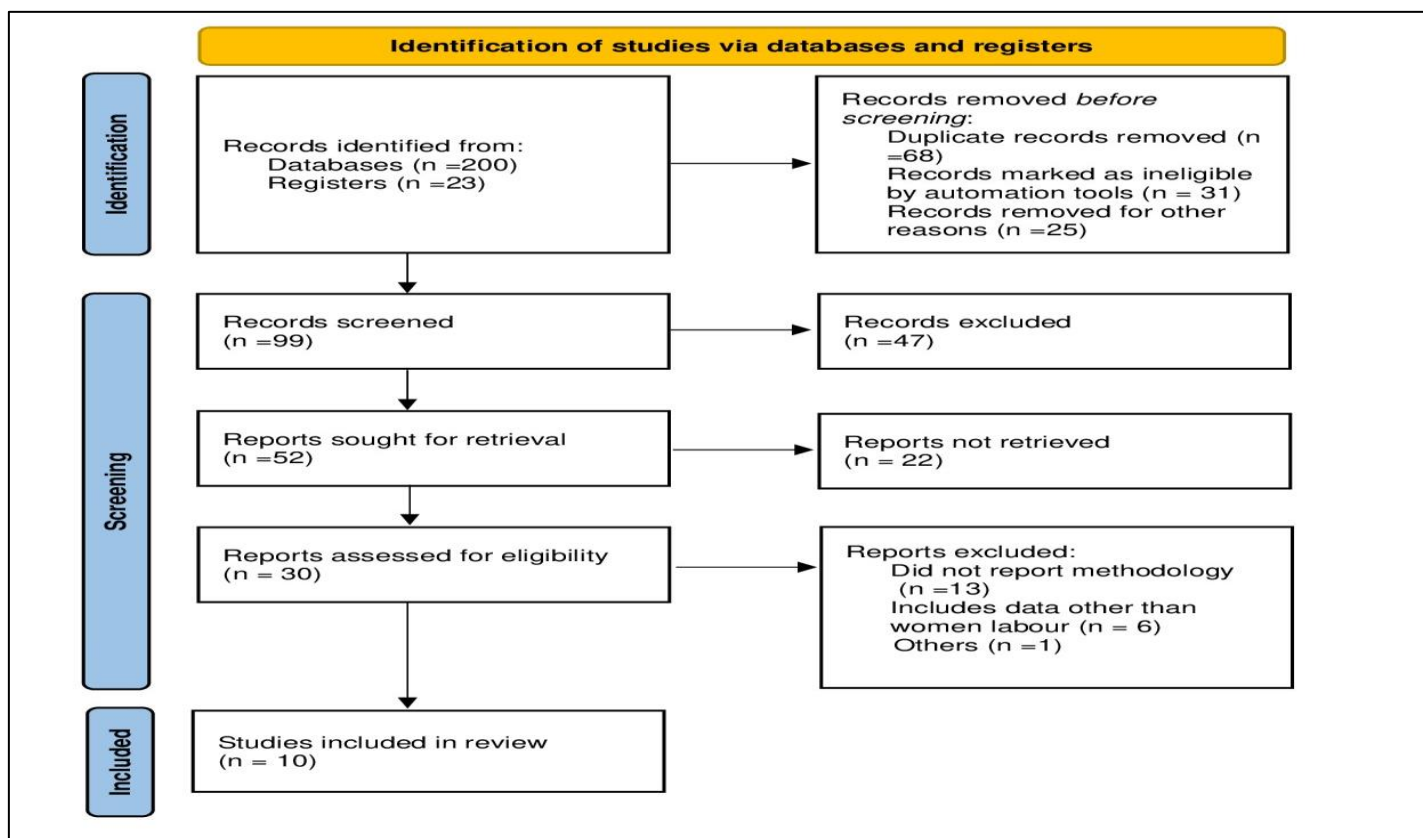 Identification of studies via databases and registers
Identification
Records identified from:
Databases (n =200)
Registers (n =23)
Records removed before
screening:
Duplicate records removed (n
=68)
Records marked as ineligible
by automation tools (n = 31)
Records removed for other
reasons (n =25)
Screening
Records screened
(n =99)
Records excluded
(n =47)
Reports sought for retrieval
(n =52)
Reports not retrieved
(n = 22)
Reports assessed for eligibility
(n = 30)
Reports excluded:
Did not report methodology
(n =13)
Includes data other than
women labour (n = 6)
Others (n =1)
Included
Studies included in review
(n = 10)